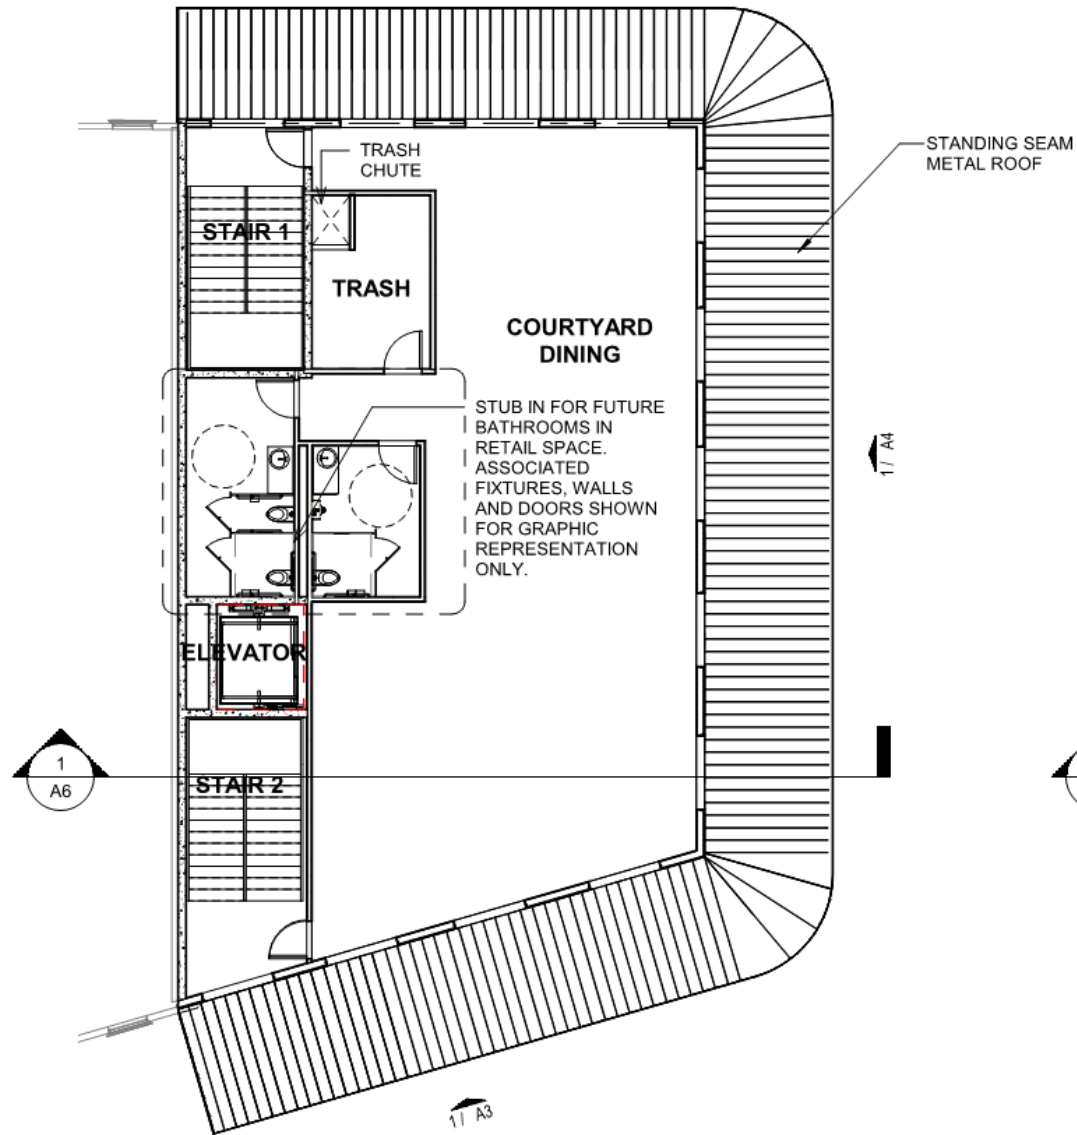 TRASH
CHUTE
STANDING SEAM
METAL ROOF
STAIR 1
TRASH
COURTYARD
DINING
STUB IN FOR FUTURE
BATHROOMS IN
RETAIL SPACE.
ASSOCIATED
FIXTURES, WALLS
AND DOORS SHOWN
FOR GRAPHIC
REPRESENTATION
ONLY.
1 / A4
ELEVATOR
1
A6
STAIR 2
1 / A3